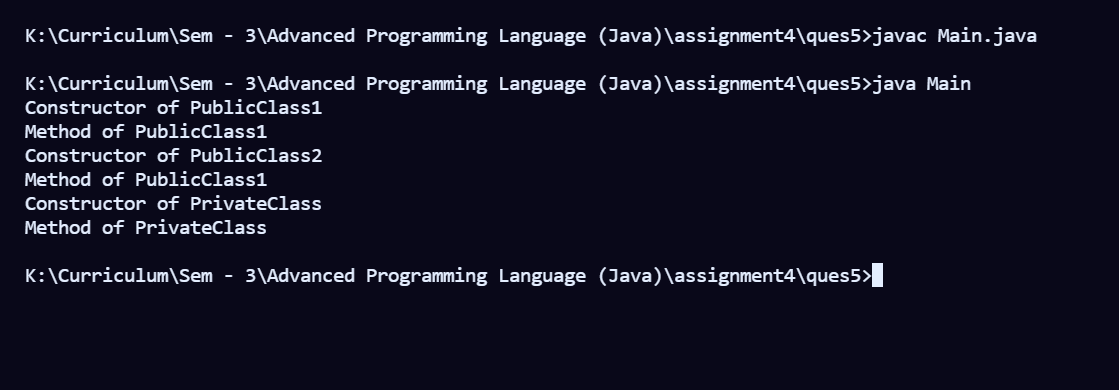 K:\Curriculum\Sem - 3\Advanced Programming Language (Java)\assignment4\ques5>javac Main.java
K:\Curriculum\Sem - 3\Advanced Programming Language (Java)\assignment4\ques5>java Main
Constructor of PublicClass1
Method of PublicClass1
Constructor of PublicClass2
Method of PublicClass1
Constructor of PrivateClass
Method of PrivateClass
K:\Curriculum\Sem - 3\Advanced Programming Language (Java)\assignment4\ques5>